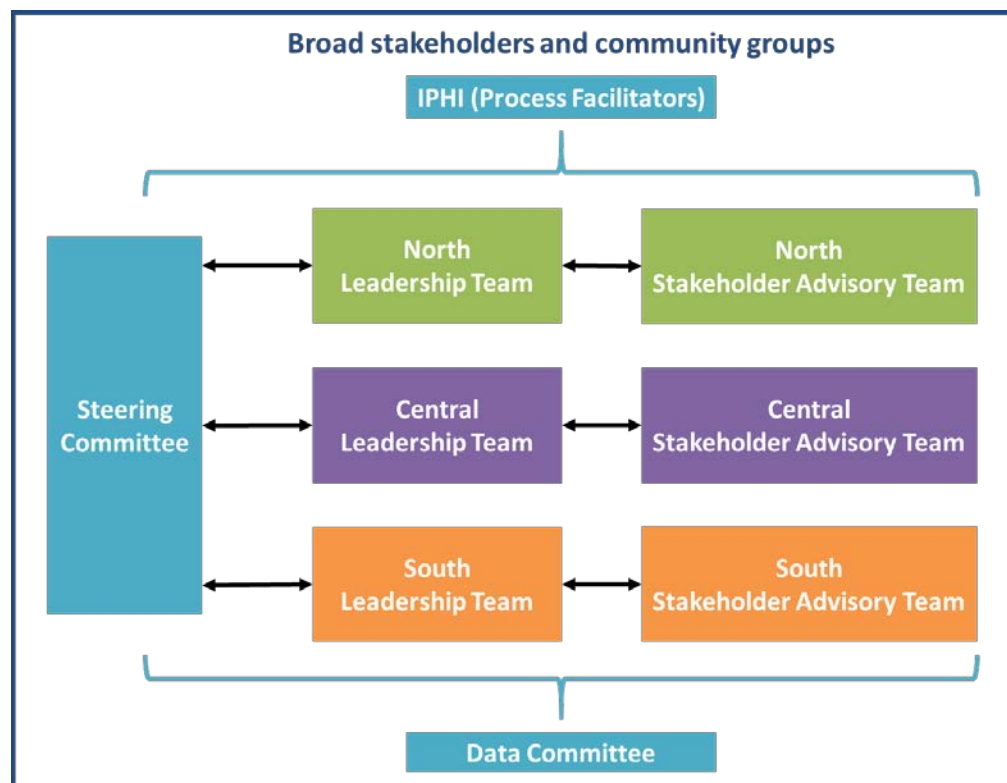 Broad stakeholders and community groups
IPHI (Process Facilitators)
Steering
Committee
North
Leadership Team
North
Stakeholder Advisory Team
Central
Leadership Team
Central
Stakeholder Advisory Team
South
Leadership Team
South
Stakeholder Advisory Team
Data Committee